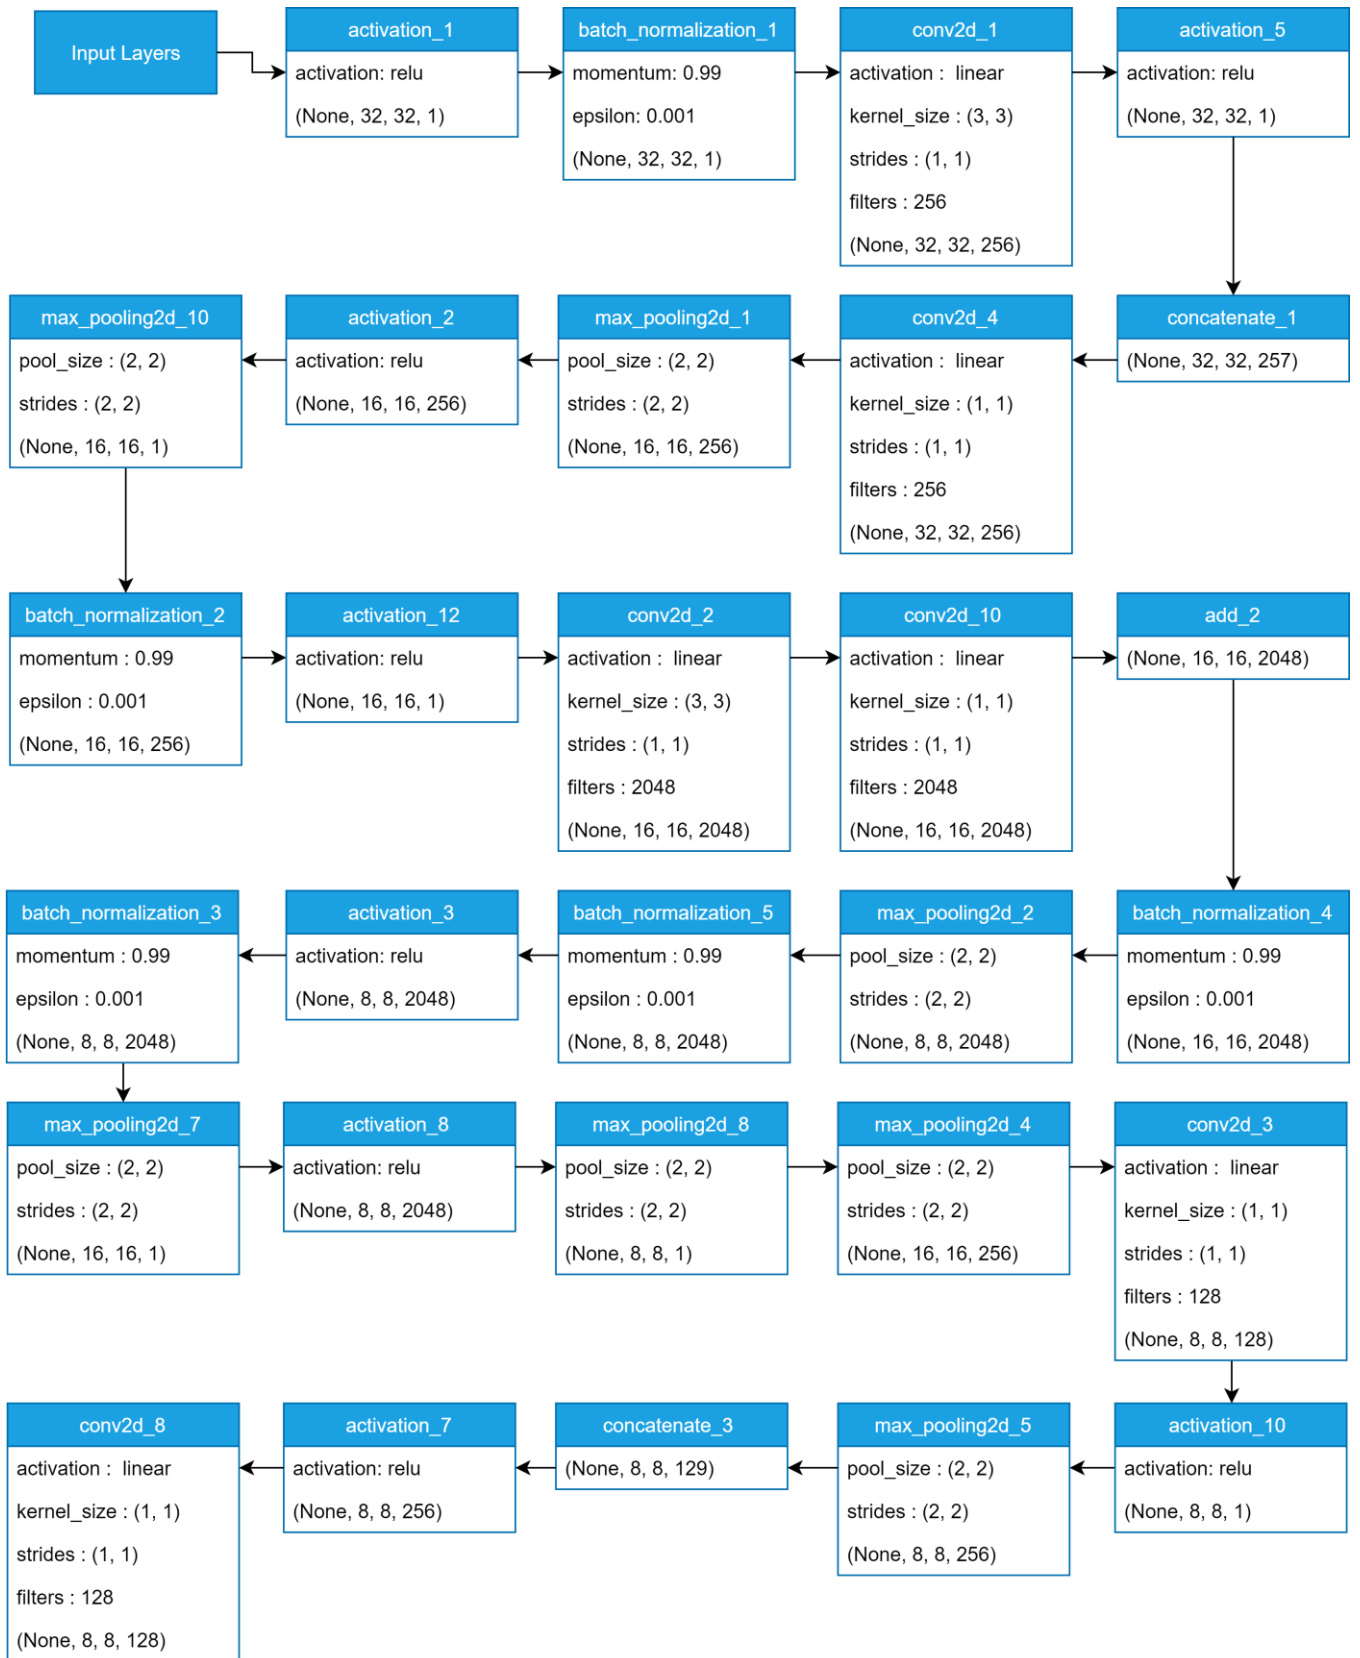 Input Layers
activation_1
activation: relu
(None, 32, 32, 1)
batch_normalization_1
momentum: 0.99
epsilon: 0.001
(None, 32, 32, 1)
conv2d_1
activation :  linear
kernel_size : (3, 3)
strides : (1, 1)
filters : 256
(None, 32, 32, 256)
activation_5
activation: relu
(None, 32, 32, 1)
concatenate_1
(None, 32, 32, 257)
conv2d_4
activation :  linear
kernel_size : (1, 1)
strides : (1, 1)
filters : 256
(None, 32, 32, 256)
max_pooling2d_1
pool_size : (2, 2)
strides : (2, 2)
(None, 16, 16, 256)
activation_2
activation: relu
(None, 16, 16, 256)
max_pooling2d_10
pool_size : (2, 2)
strides : (2, 2)
(None, 16, 16, 1)
batch_normalization_2
momentum : 0.99
epsilon : 0.001
(None, 16, 16, 256)
activation_12
activation: relu
(None, 16, 16, 1)
conv2d_2
activation :  linear
kernel_size : (3, 3)
strides : (1, 1)
filters : 2048
(None, 16, 16, 2048)
conv2d_10
activation :  linear
kernel_size : (1, 1)
strides : (1, 1)
filters : 2048
(None, 16, 16, 2048)
add_2
(None, 16, 16, 2048)
batch_normalization_4
momentum : 0.99
epsilon : 0.001
(None, 16, 16, 2048)
max_pooling2d_2
pool_size : (2, 2)
strides : (2, 2)
(None, 8, 8, 2048)
batch_normalization_5
momentum : 0.99
epsilon : 0.001
(None, 8, 8, 2048)
activation_3
activation: relu
(None, 8, 8, 2048)
batch_normalization_3
momentum : 0.99
epsilon : 0.001
(None, 8, 8, 2048)
max_pooling2d_7
pool_size : (2, 2)
strides : (2, 2)
(None, 16, 16, 1)
activation_8
activation: relu
(None, 8, 8, 2048)
max_pooling2d_8
pool_size : (2, 2)
strides : (2, 2)
(None, 8, 8, 1)
max_pooling2d_4
pool_size : (2, 2)
strides : (2, 2)
(None, 16, 16, 256)
conv2d_3
activation :  linear
kernel_size : (1, 1)
strides : (1, 1)
filters : 128
(None, 8, 8, 128)
activation_10
activation: relu
(None, 8, 8, 1)
max_pooling2d_5
pool_size : (2, 2)
strides : (2, 2)
(None, 8, 8, 256)
concatenate_3
(None, 8, 8, 129)
activation_7
activation: relu
(None, 8, 8, 256)
conv2d_8
activation :  linear
kernel_size : (1, 1)
strides : (1, 1)
filters : 128
(None, 8, 8, 128)